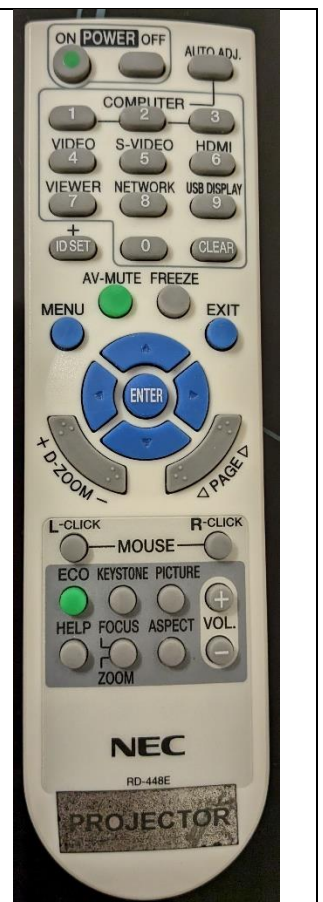 ON POWER OFF
AUTO ADJ.
COMPUTER
1 2 3
VIDEO S-VIDEO HDMI
4 5 6
VIEWER NETWORK USB DISPLAY
7 8 9
+
ID SET 0 CLEAR
AV-MUTE FREEZE
MENU EXIT
ENTER
+ D-ZOOM − ◁ PAGE ▷
L-CLICK R-CLICK
MOUSE
ECO KEYSTONE PICTURE
+
HELP FOCUS ASPECT VOL.
−
ZOOM
NEC
RD-448E
PROJECTOR